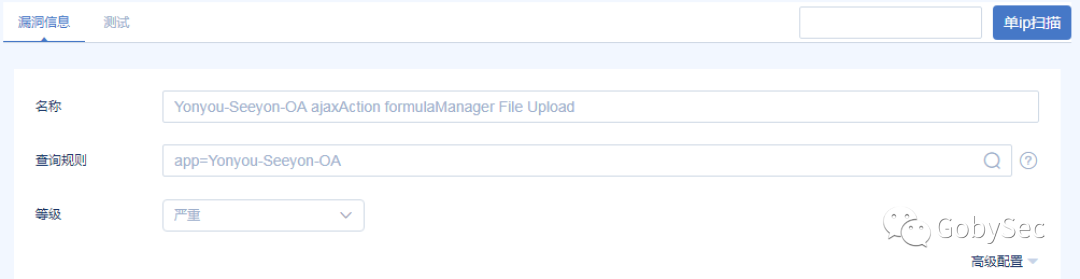 漏洞信息 测试 单ip扫描
名称 Yonyou-Seeyon-OA ajaxAction formulaManager File Upload
查询规则 app=Yonyou-Seeyon-OA ?
等级 严重
GobySec
高级配置